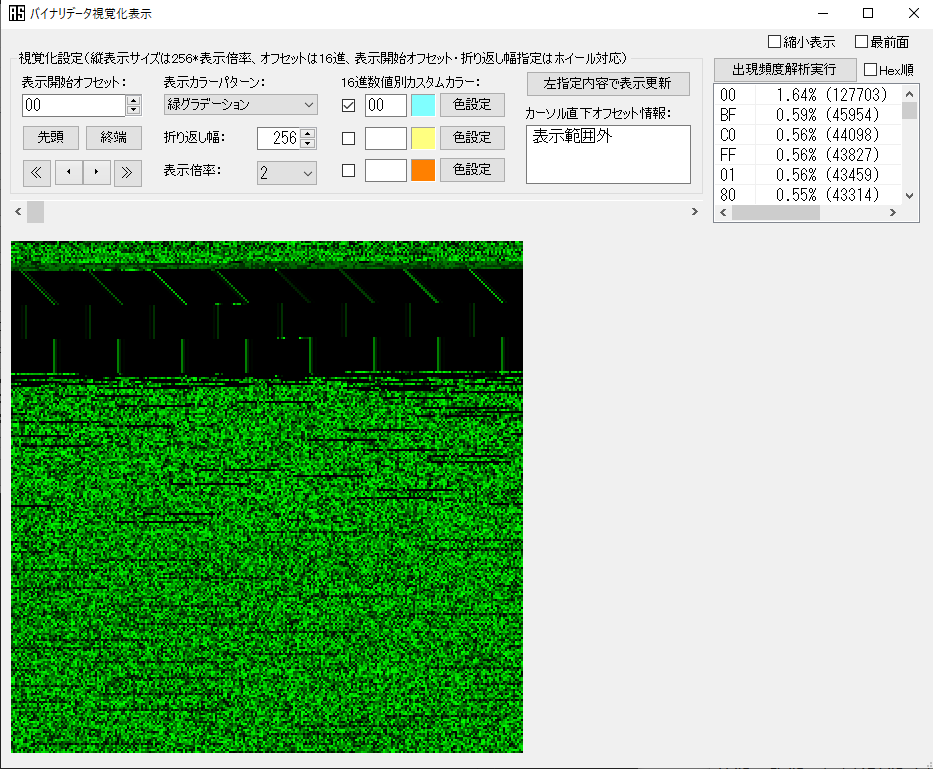 バイナリデータ視覚化表示
縮小表示
最前面
視覚化設定(縦表示サイズは256*表示倍率、オフセットは16進、表示開始オフセット・折り返し幅指定はホイール対応)
表示開始オフセット:
表示カラーパターン:
16進数値別カスタムカラー:
左指定内容で表示更新
出現頻度解析実行
Hex順
00
緑グラデーション
00
色設定
カーソル直下オフセット情報:
先頭
終端
折り返し幅:
256
色設定
表示範囲外
表示倍率:
2
色設定
00 1.64% (127703)
BF 0.59% (45954)
C0 0.56% (44098)
FF 0.56% (43827)
01 0.56% (43459)
80 0.55% (43314)